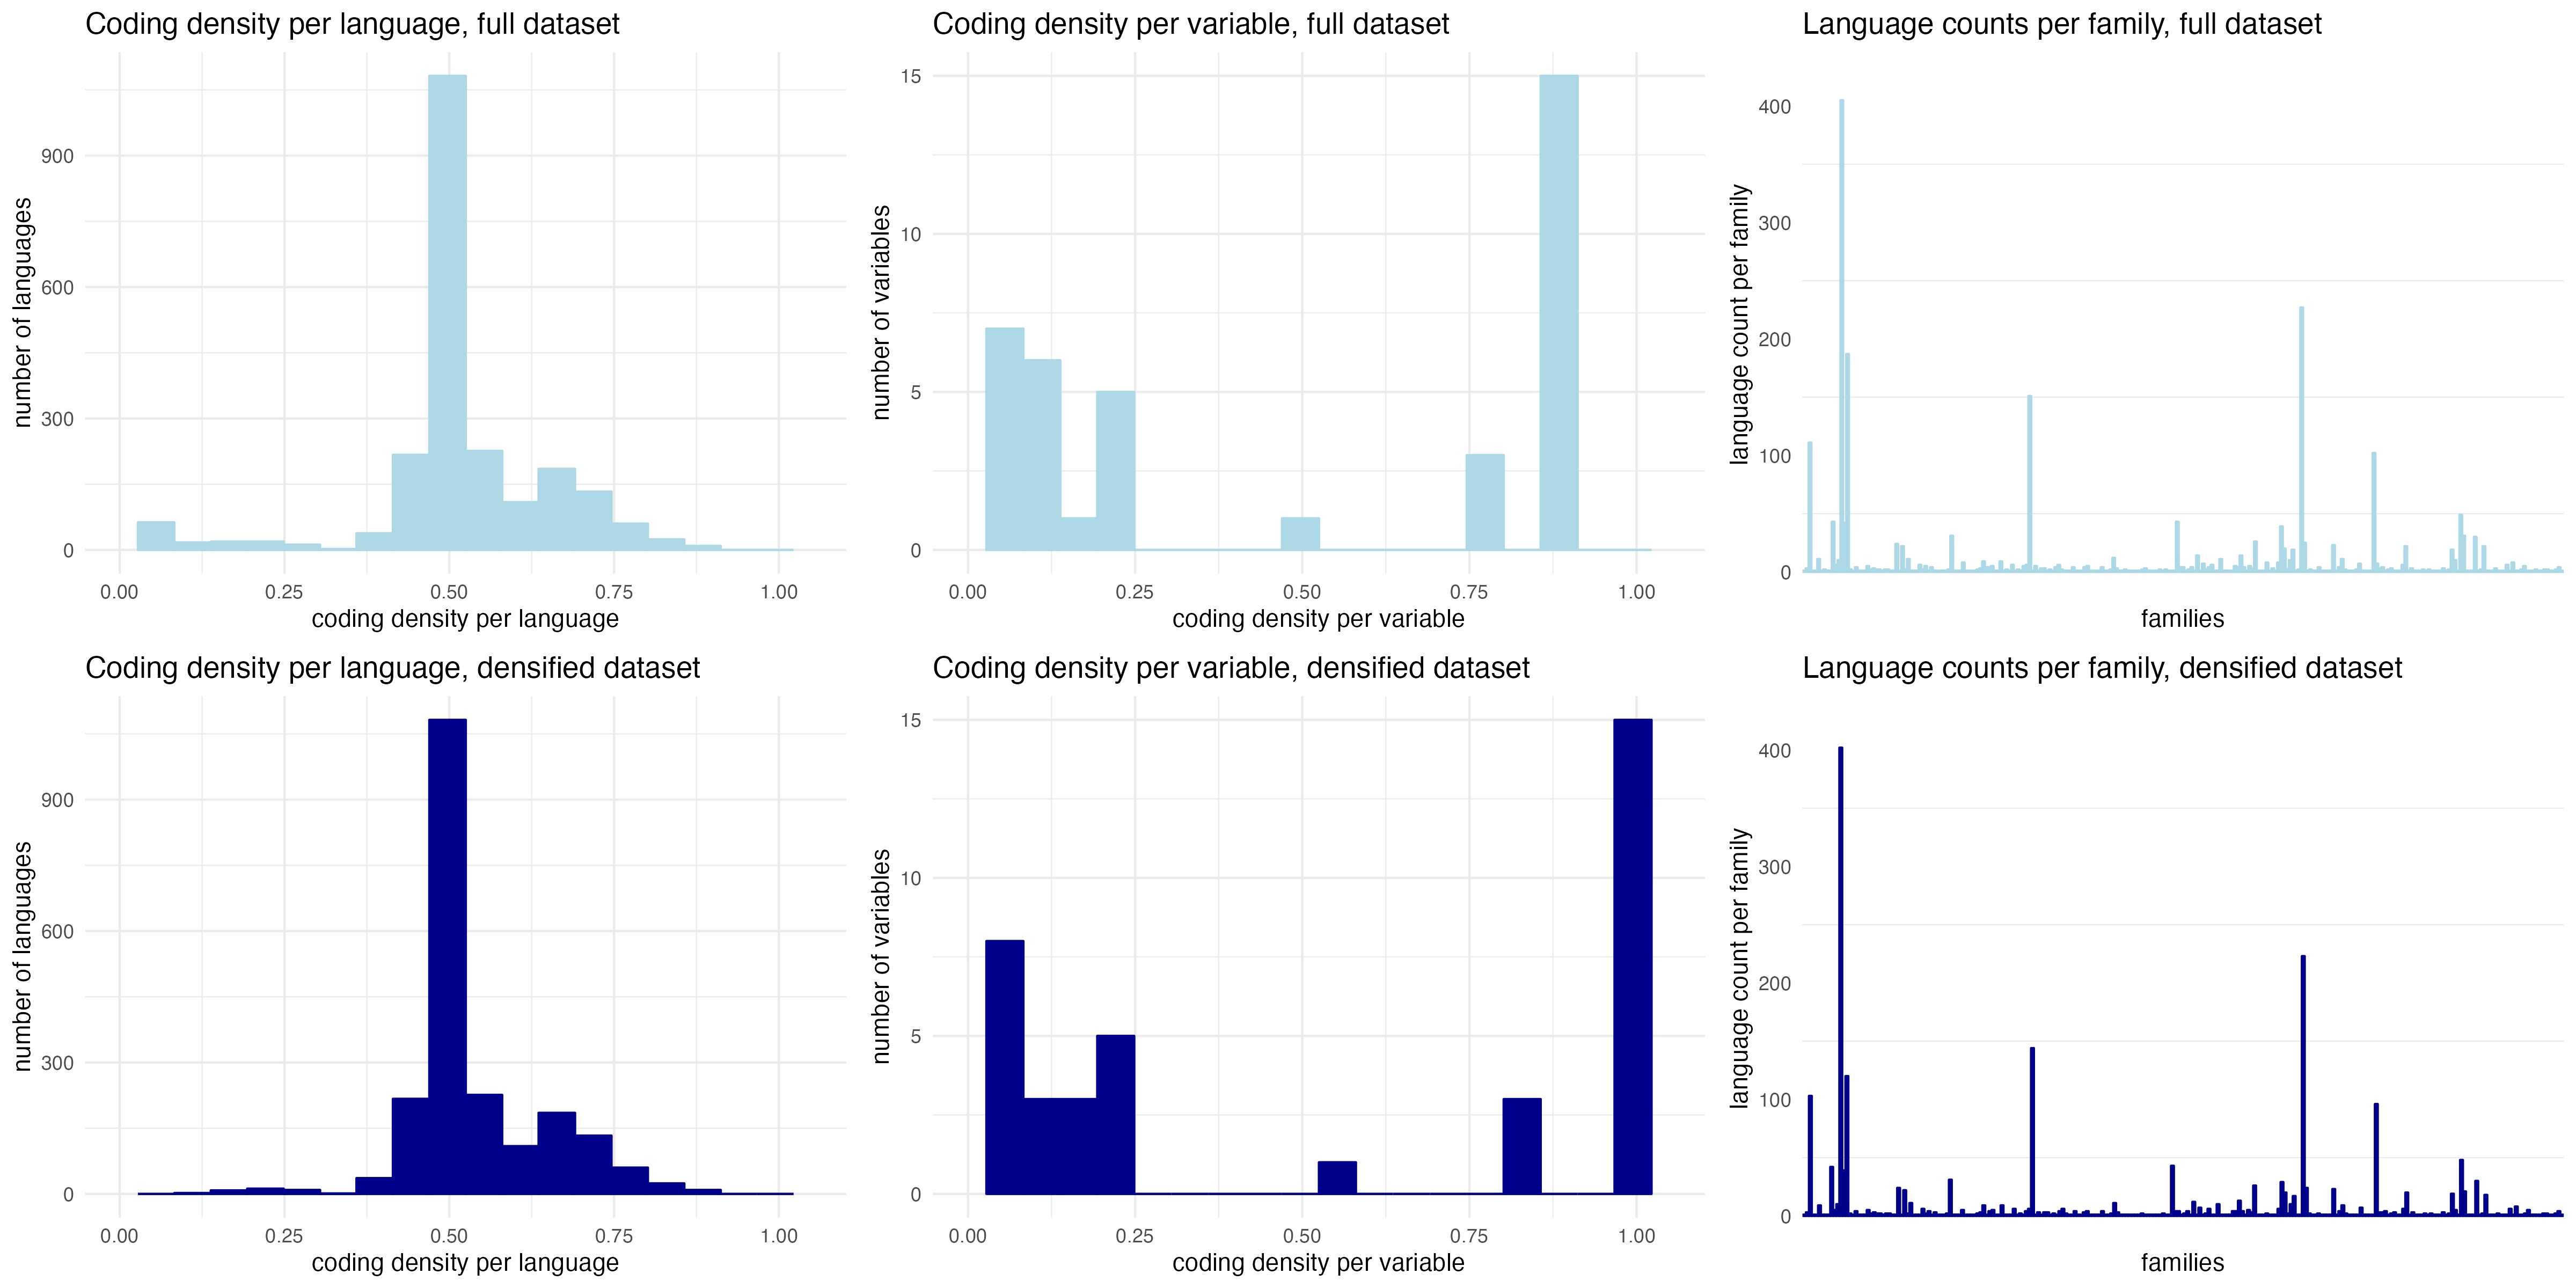 Coding density per language, full dataset
number of languages
900
600
300
0
0.00 0.25 0.50 0.75 1.00
coding density per language
Coding density per variable, full dataset
number of variables
15
10
5
0
0.00 0.25 0.50 0.75 1.00
coding density per variable
Language counts per family, full dataset
language count per family
400
300
200
100
0
families
Coding density per language, densified dataset
number of languages
900
600
300
0
0.00 0.25 0.50 0.75 1.00
coding density per language
Coding density per variable, densified dataset
number of variables
15
10
5
0
0.00 0.25 0.50 0.75 1.00
coding density per variable
Language counts per family, densified dataset
language count per family
400
300
200
100
0
families